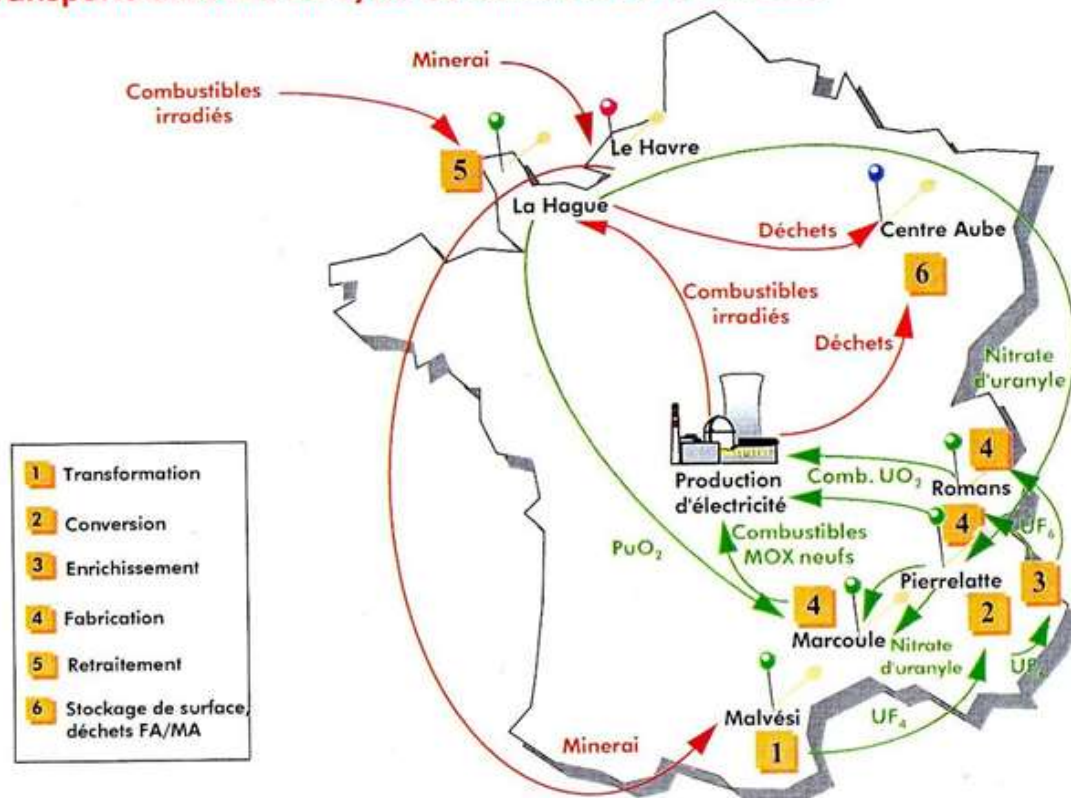 Minerai
Combustibles
irradiés
Le Havre
5
La Hague
Déchets
Centre Aube
6
Combustibles
irradiés
Déchets
Nitrate
d'uranyle
1 Transformation
2 Conversion
3 Enrichissement
4 Fabrication
5 Retraitement
6 Stockage de surface,
déchets FA/MA
4
Comb. UO2
Romans
Production
d'électricité
4
UF6
PuO2
Combustibles
MOX neufs
Pierrelatte
3
4
2
Marcoule
Nitrate
d'uranyle
Malvési
UF4
Minerai
1